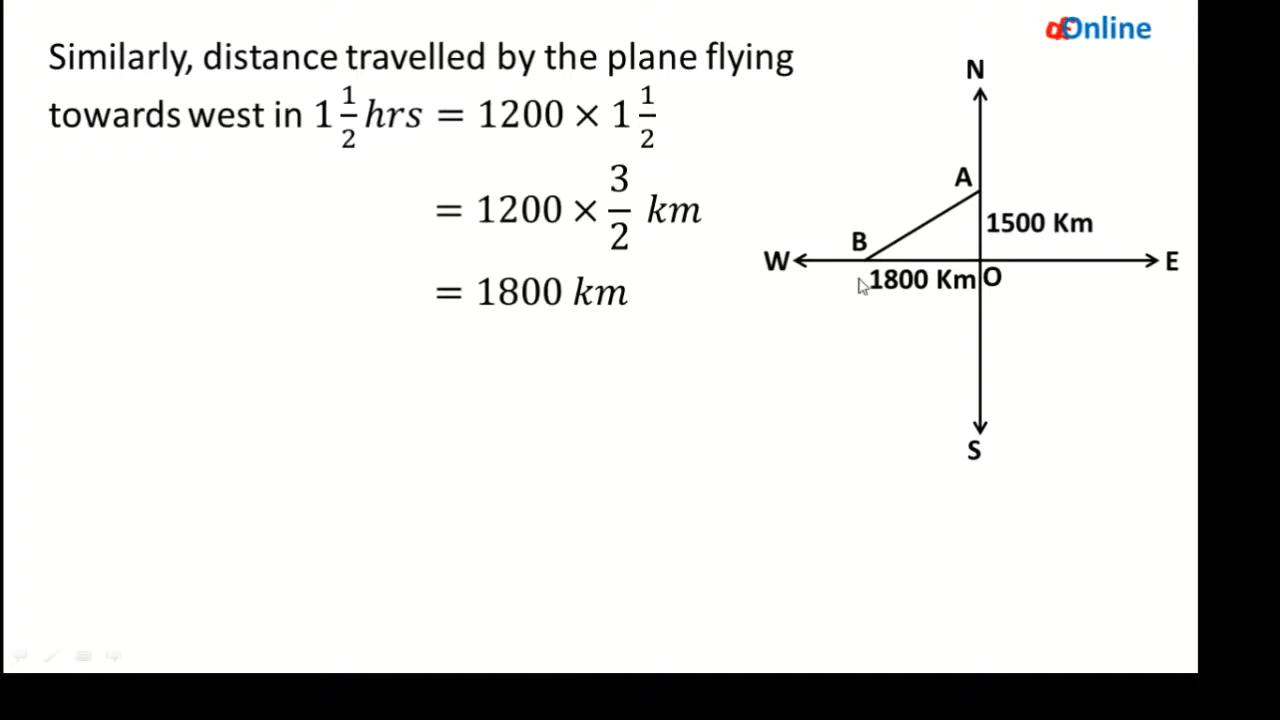 Similarly, distance travelled by the plane flying
towards west in 1 1/2 hrs = 1200 × 1 1/2
= 1200 × 3/2 km
= 1800 km
Online
N
A
1500 Km
B
W
E
1800 Km
O
S